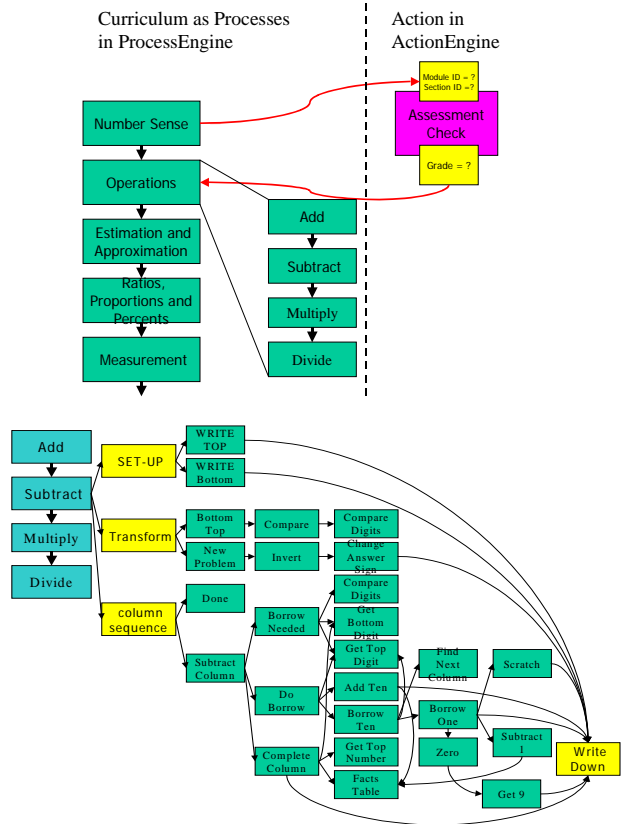 Curriculum as Processes
in ProcessEngine
Action in
ActionEngine
Module ID = ?
Section ID =?
Assessment
Check
Grade = ?
Number Sense
Operations
Estimation and
Approximation
Ratios,
Proportions and
Percents
Measurement
Add
Subtract
Multiply
Divide
Add
Subtract
Multiply
Divide
SET-UP
Transform
column
sequence
WRITE
TOP
WRITE
Bottom
Bottom
Top
New
Problem
Done
Subtract
Column
Compare
Invert
Borrow
Needed
Do
Borrow
Complete
Column
Compare
Digits
Change
Answer
Sign
Compare
Digits
Get
Bottom
Digit
Get Top
Digit
Add Ten
Borrow
Ten
Get Top
Number
Facts
Table
Find
Next
Column
Borrow
One
Zero
Scratch
Subtract
1
Get 9
Write
Down